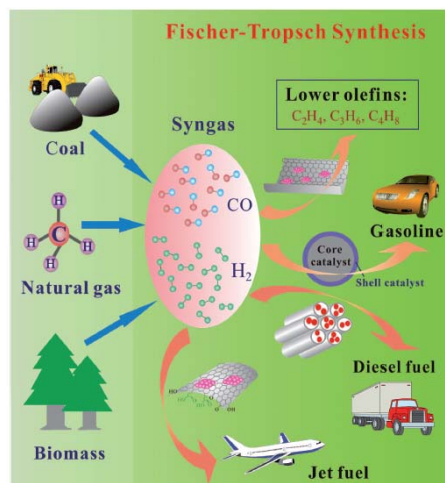 Fischer-Tropsch Synthesis
Lower olefins:
C₂H₄, C₃H₆, C₄H₈
Syngas
Coal
CO
H
H
C
H
H
Gasoline
Core
catalyst
Shell catalyst
H₂
Natural gas
Diesel fuel
HO
O
OH
Biomass
Jet fuel